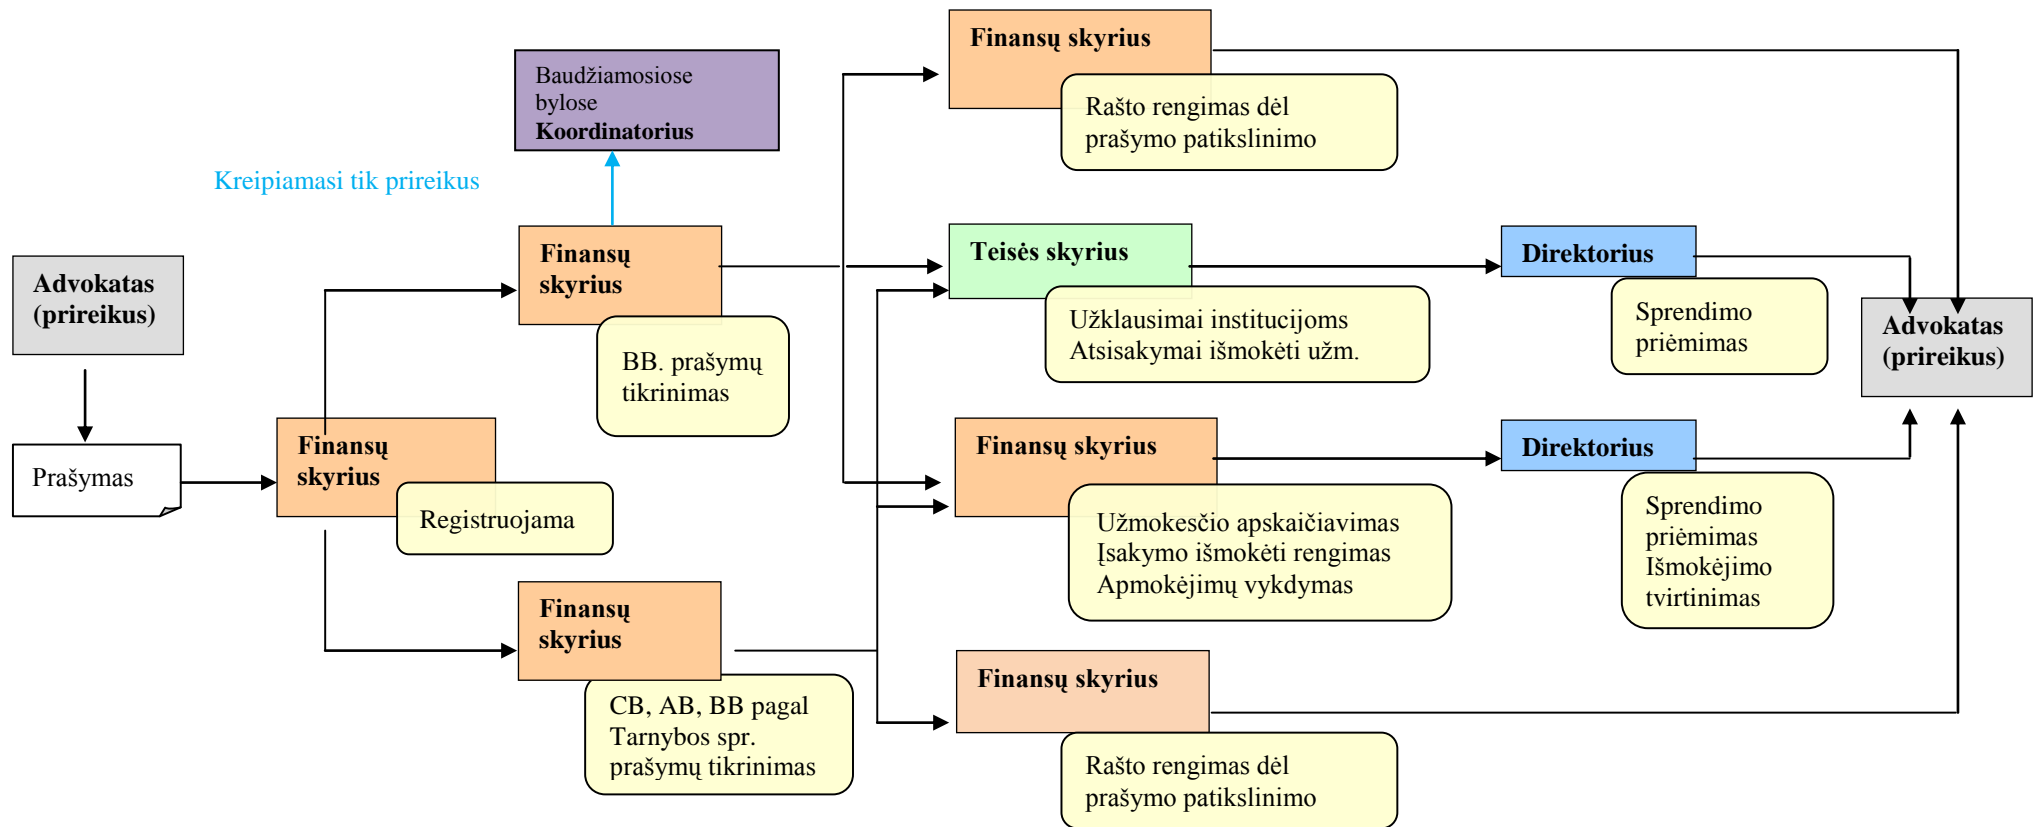 Advokatas
(prireikus)
Prašymas
Finansų
skyrius
Registruojama
Kreipiamasi tik prireikus
Baudžiamosiose
bylose
Koordinatorius
Finansų
skyrius
BB. prašymų
tikrinimas
Finansų
skyrius
CB, AB, BB pagal
Tarnybos spr.
prašymų tikrinimas
Finansų skyrius
Rašto rengimas dėl
prašymo patikslinimo
Teisės skyrius
Užklausimai institucijoms
Atsisakymai išmokėti užm.
Direktorius
Sprendimo
priėmimas
Finansų skyrius
Užmokesčio apskaičiavimas
Įsakymo išmokėti rengimas
Apmokėjimų vykdymas
Direktorius
Sprendimo
priėmimas
Išmokėjimo
tvirtinimas
Finansų skyrius
Rašto rengimas dėl
prašymo patikslinimo
Advokatas
(prireikus)